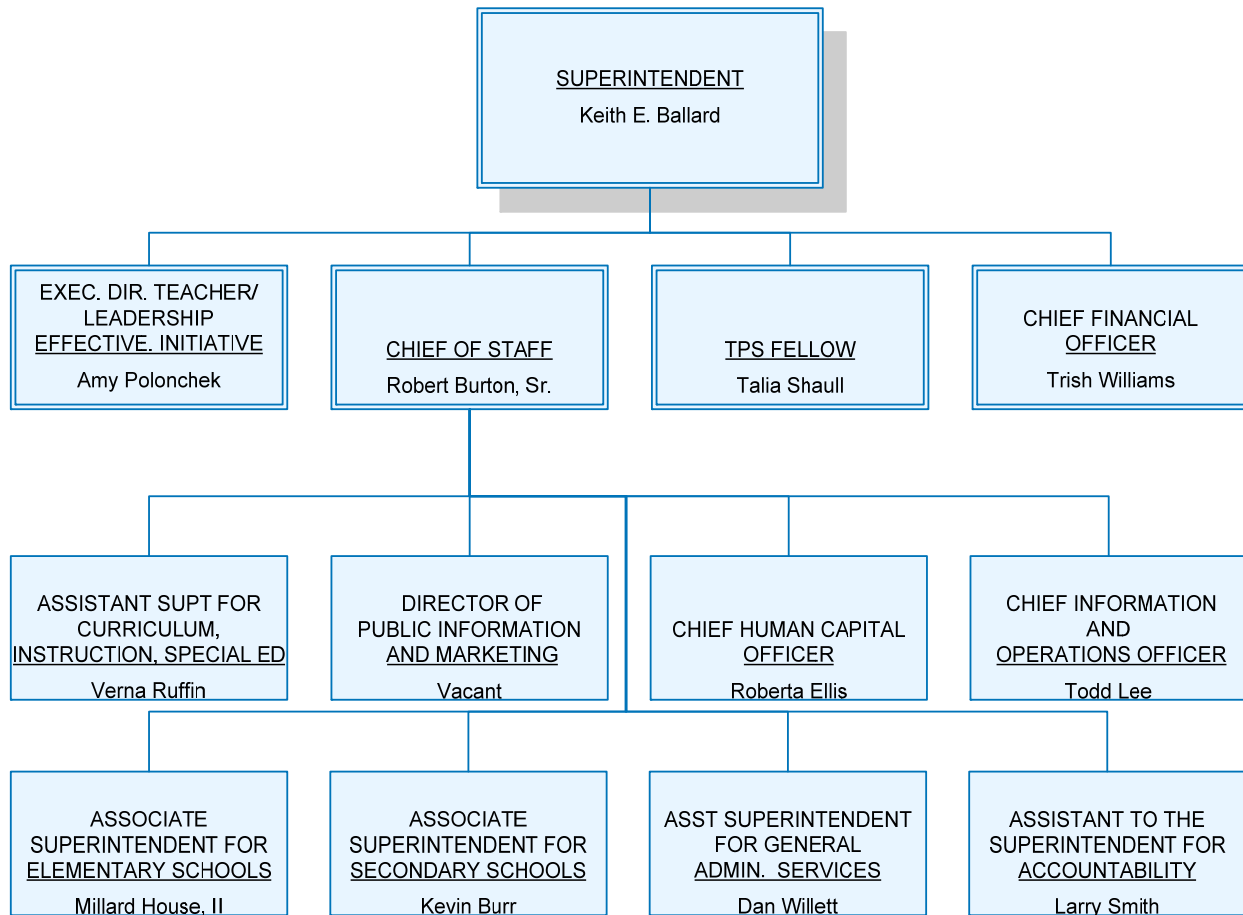 SUPERINTENDENT
Keith E. Ballard
EXEC. DIR. TEACHER/
LEADERSHIP
EFFECTIVE. INITIATIVE
Amy Polonchek
CHIEF OF STAFF
Robert Burton, Sr.
TPS FELLOW
Talia Shaull
CHIEF FINANCIAL
OFFICER
Trish Williams
ASSISTANT SUPT FOR
CURRICULUM,
INSTRUCTION, SPECIAL ED
Verna Ruffin
DIRECTOR OF
PUBLIC INFORMATION
AND MARKETING
Vacant
CHIEF HUMAN CAPITAL
OFFICER
Roberta Ellis
CHIEF INFORMATION
AND
OPERATIONS OFFICER
Todd Lee
ASSOCIATE
SUPERINTENDENT FOR
ELEMENTARY SCHOOLS
Millard House, II
ASSOCIATE
SUPERINTENDENT FOR
SECONDARY SCHOOLS
Kevin Burr
ASST SUPERINTENDENT
FOR GENERAL
ADMIN. SERVICES
Dan Willett
ASSISTANT TO THE
SUPERINTENDENT FOR
ACCOUNTABILITY
Larry Smith